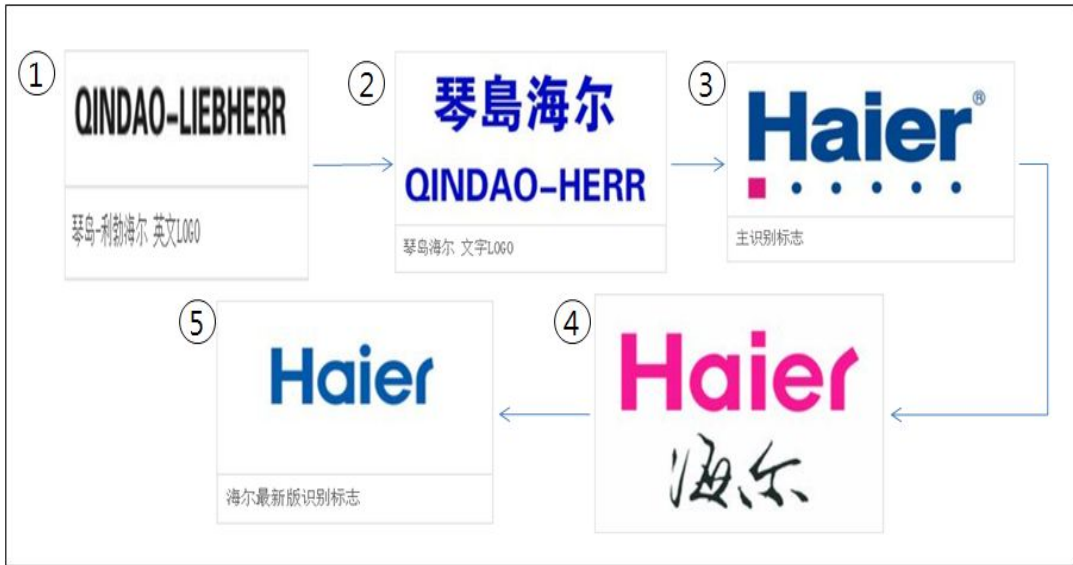 ①
QINDAO-LIEBHERR
琴岛-利勃海尔 英文LOGO
②
琴島海尔
QINDAO-HERR
琴岛海尔 文字LOGO
③
Haier®
主识别标志
④
Haier
海尔
⑤
Haier
海尔最新版识别标志